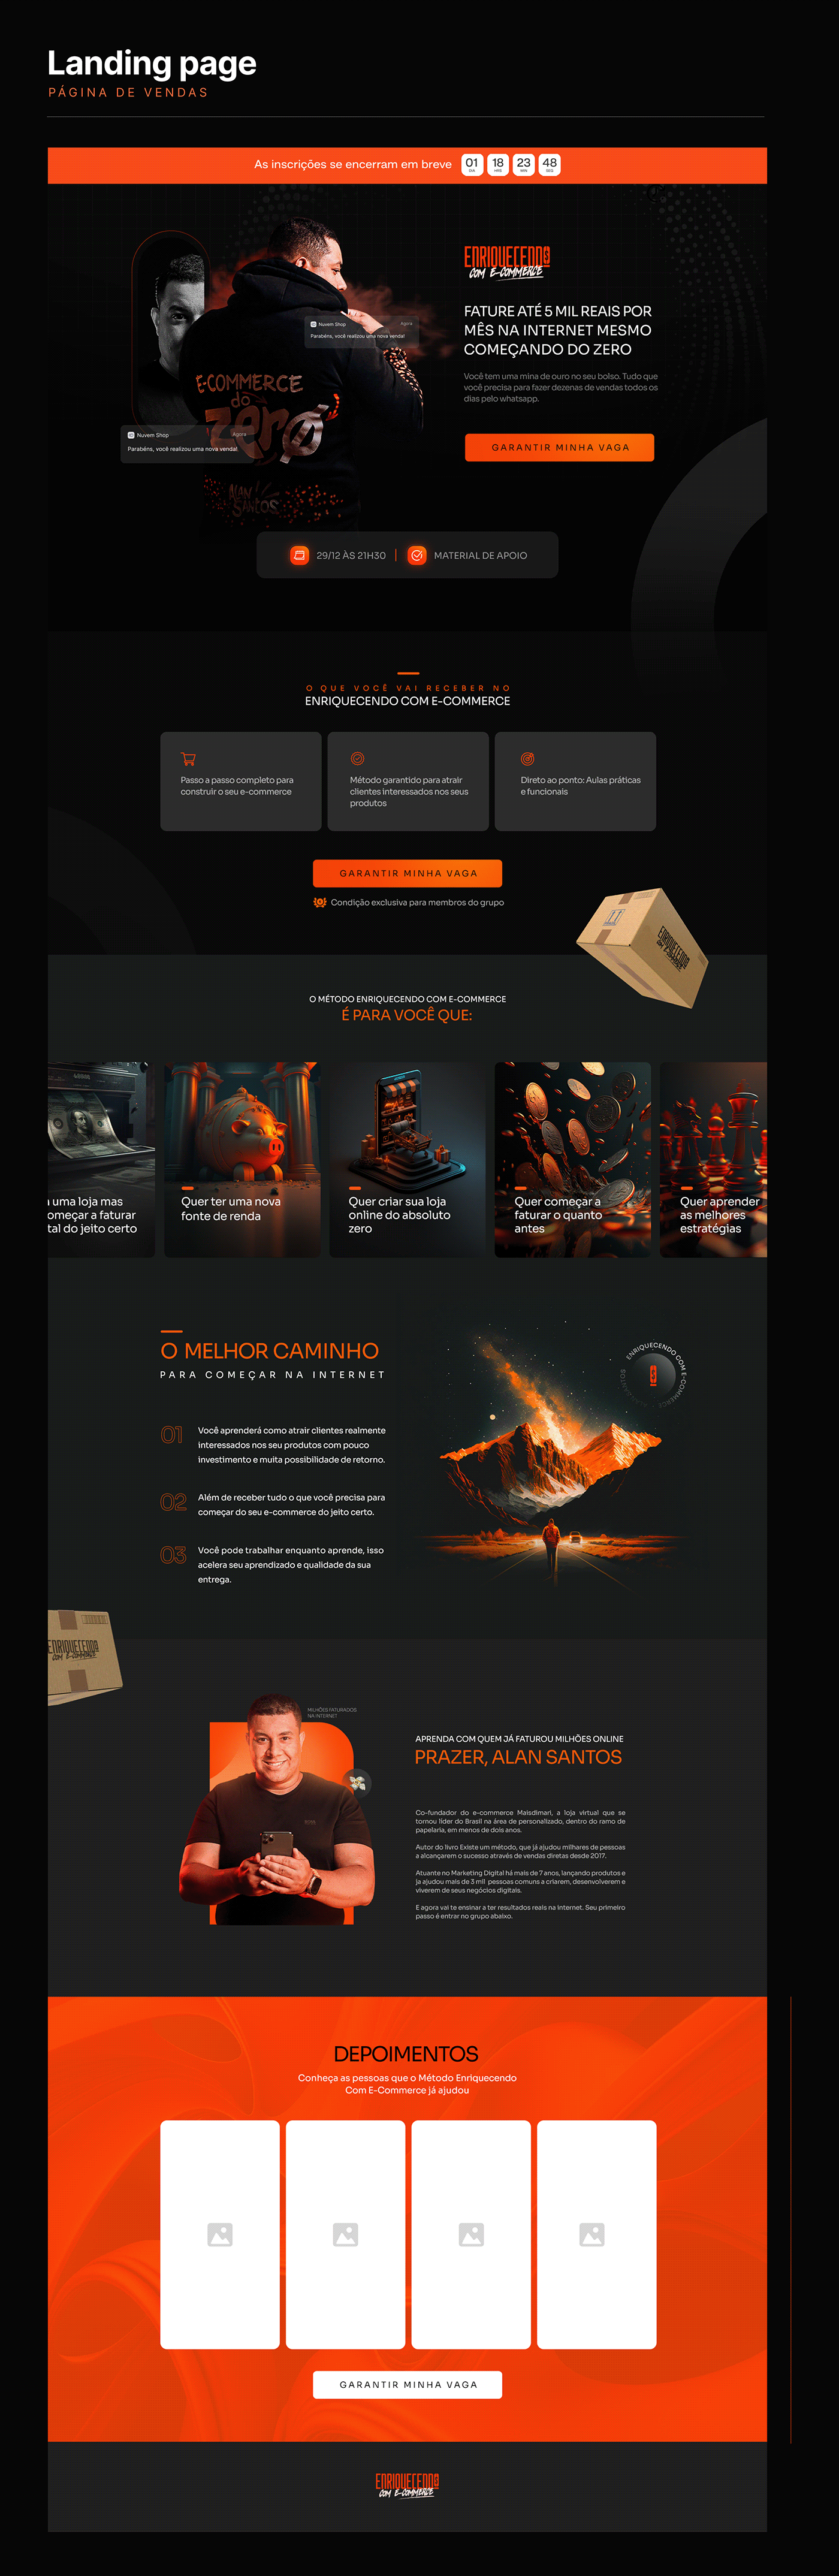 Landing page
PÁGINA DE VENDAS
As inscrições se encerram em breve
01 18 23 48
DIA HRS MIN SEG
ENRIQUECENDO
COM E-COMMERCE
FATURE ATÉ 5 MIL REAIS POR
MÊS NA INTERNET MESMO
COMEÇANDO DO ZERO
Você tem uma mina de ouro no seu bolso. Tudo que
você precisa para fazer dezenas de vendas todos os
dias pelo whatsapp.
GARANTIR MINHA VAGA
Nuvem Shop Agora
Parabéns, você realizou uma nova venda!
E-COMMERCE
do
zerø
ALAN
SANTOS
Nuvem Shop Agora
Parabéns, você realizou uma nova venda!
29/12 ÀS 21H30 | MATERIAL DE APOIO
O QUE VOCÊ VAI RECEBER NO
ENRIQUECENDO COM E-COMMERCE
Passo a passo completo para
construir o seu e-commerce
Método garantido para atrair
clientes interessados nos seus
produtos
Direto ao ponto: Aulas práticas
e funcionais
GARANTIR MINHA VAGA
Condição exclusiva para membros do grupo
ENRIQUECENDO
COM E-COMMERCE
O MÉTODO ENRIQUECENDO COM E-COMMERCE
É PARA VOCÊ QUE:
uma loja mas
omeçar a faturar
tal do jeito certo
Quer ter uma nova
fonte de renda
Quer criar sua loja
online do absoluto
zero
Quer começar a
faturar o quanto
antes
Quer aprender
as melhores
estratégias
O MELHOR CAMINHO
PARA COMEÇAR NA INTERNET
ENRIQUECENDO COM E-COMMERCE
01
Você aprenderá como atrair clientes realmente
interessados nos seu produtos com pouco
investimento e muita possibilidade de retorno.
02
Além de receber tudo o que você precisa para
começar do seu e-commerce do jeito certo.
03
Você pode trabalhar enquanto aprende, isso
acelera seu aprendizado e qualidade da sua
entrega.
ENRIQUECENDO
COM E-COMMERCE
MILHÕES FATURADOS
NA INTERNET
APRENDA COM QUEM JÁ FATUROU MILHÕES ONLINE
PRAZER, ALAN SANTOS
Co-fundador do e-commerce Maisdimari, a loja virtual que se
tornou líder do Brasil na área de personalizado, dentro do ramo de
papelaria, em menos de dois anos.
Autor do livro Existe um método, que já ajudou milhares de pessoas
a alcançarem o sucesso através de vendas diretas desde 2017.
Atuante no Marketing Digital há mais de 7 anos, lançando produtos e
ja ajudou mais de 3 mil pessoas comuns a criarem, desenvolverem e
viverem de seus negócios digitais.
E agora vai te ensinar a ter resultados reais na internet. Seu primeiro
passo é entrar no grupo abaixo.
DEPOIMENTOS
Conheça as pessoas que o Método Enriquecendo
Com E-Commerce já ajudou
GARANTIR MINHA VAGA
ENRIQUECENDO
COM E-COMMERCE